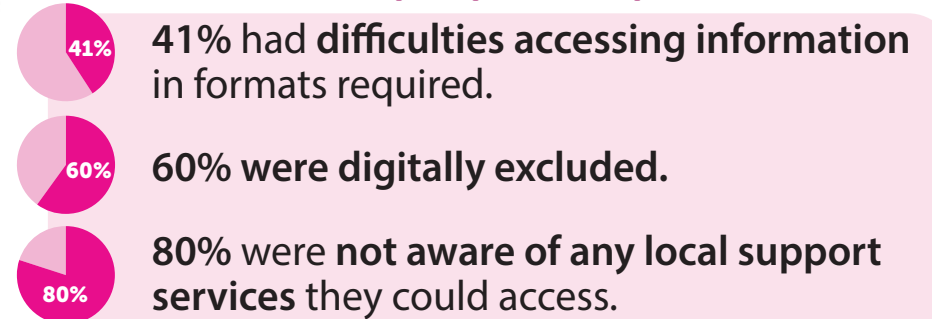 41%
41% had difficulties accessing information
in formats required.
60%
60% were digitally excluded.
80% were not aware of any local support
80%
services they could access.